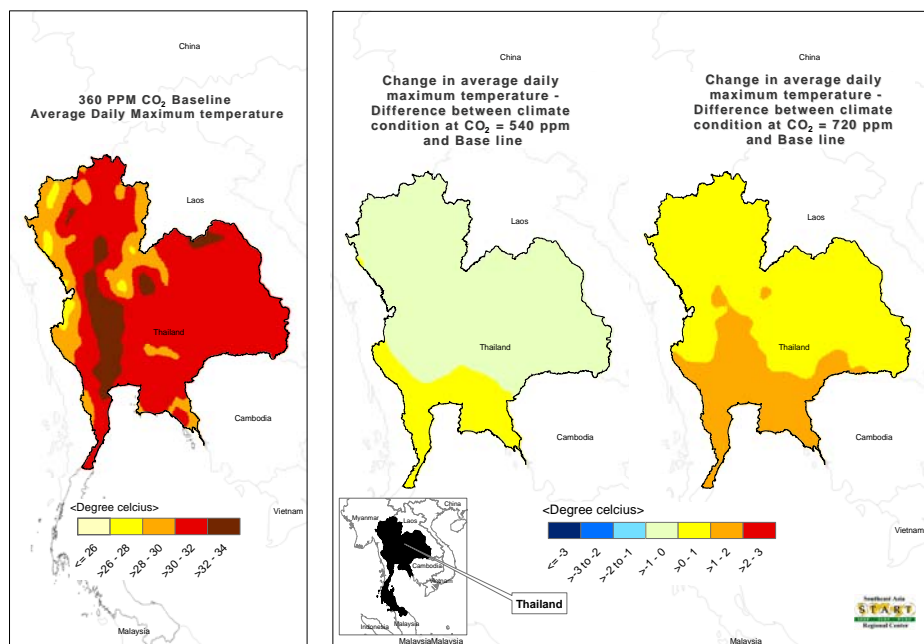 China
360 PPM CO₂ Baseline
Average Daily Maximum temperature
Laos
Thailand
Cambodia
Vietnam
<Degree celcius>
<= 26
>26 - 28
>28 - 30
>30 - 32
>32 - 34
Malaysia
China
Change in average daily
maximum temperature -
Difference between climate
condition at CO₂ = 540 ppm
and Base line
Laos
Thailand
Cambodia
China
Change in average daily
maximum temperature -
Difference between climate
condition at CO₂ = 720 ppm
and Base line
Laos
Thailand
Cambodia
Vietnam
China
Myanmar
Laos
Cambodia
Vietnam
Malaysia
Indonesia
6
Thailand
<Degree celcius>
<= -3
>-3 to -2
>-2 to -1
>-1 - 0
>0 - 1
>1 - 2
>2 - 3
MalaysiaMalaysia
Southeast Asia
START
Regional Center